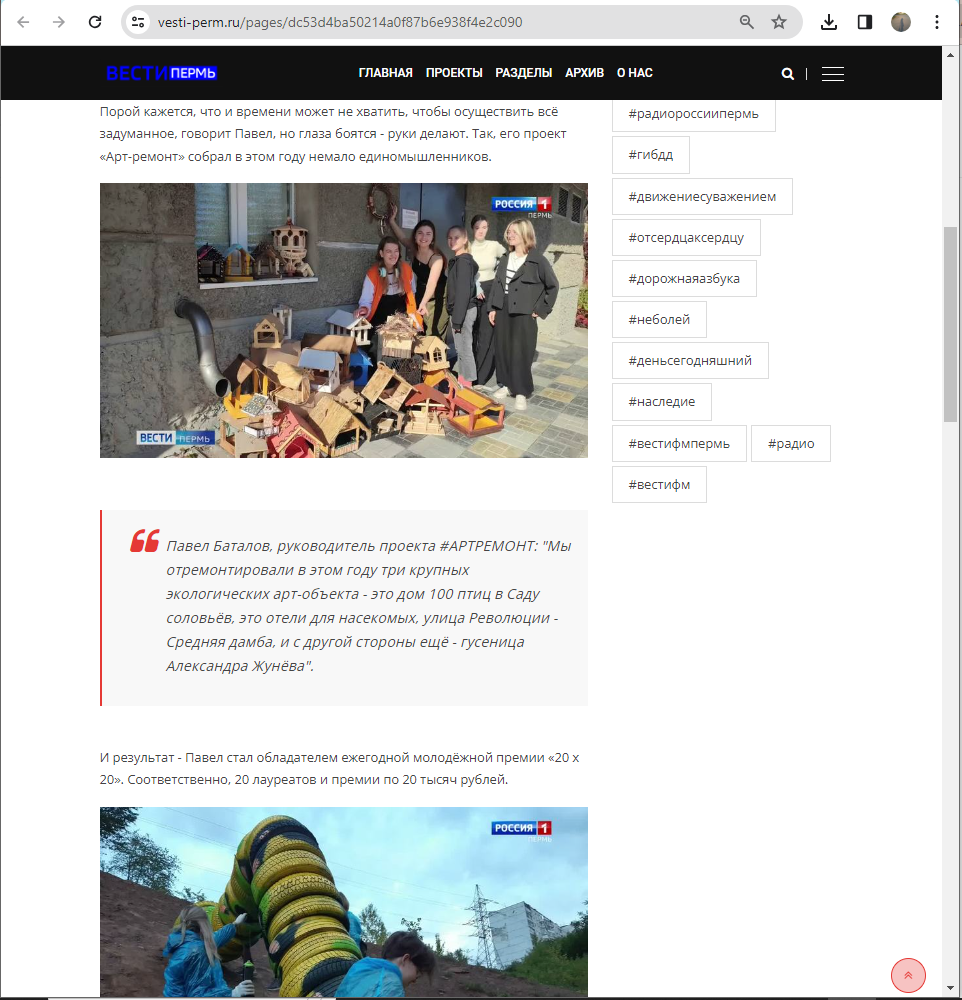 vesti-perm.ru/pages/dc53d4ba50214a0f87b6e938f4e2c090
ВЕСТИ ПЕРМЬ
ГЛАВНАЯ ПРОЕКТЫ РАЗДЕЛЫ АРХИВ О НАС
Порой кажется, что и времени может не хватить, чтобы осуществить всё
задуманное, говорит Павел, но глаза боятся - руки делают. Так, его проект
«Арт-ремонт» собрал в этом году немало единомышленников.
РОССИЯ 1
ПЕРМЬ
ВЕСТИ ПЕРМЬ
Павел Баталов, руководитель проекта #АРТРЕМОНТ: "Мы
отремонтировали в этом году три крупных
экологических арт-объекта - это дом 100 птиц в Саду
соловьёв, это отели для насекомых, улица Революции -
Средняя дамба, и с другой стороны ещё - гусеница
Александра Жунёва".
И результат - Павел стал обладателем ежегодной молодёжной премии «20 х
20». Соответственно, 20 лауреатов и премии по 20 тысяч рублей.
РОССИЯ 1
ПЕРМЬ
#радиороссиипермь
#гибдд
#движениесуважением
#отсердцаксердцу
#дорожнаяазбука
#неболей
#деньсегодняшний
#наследие
#вестифмпермь #радио
#вестифм